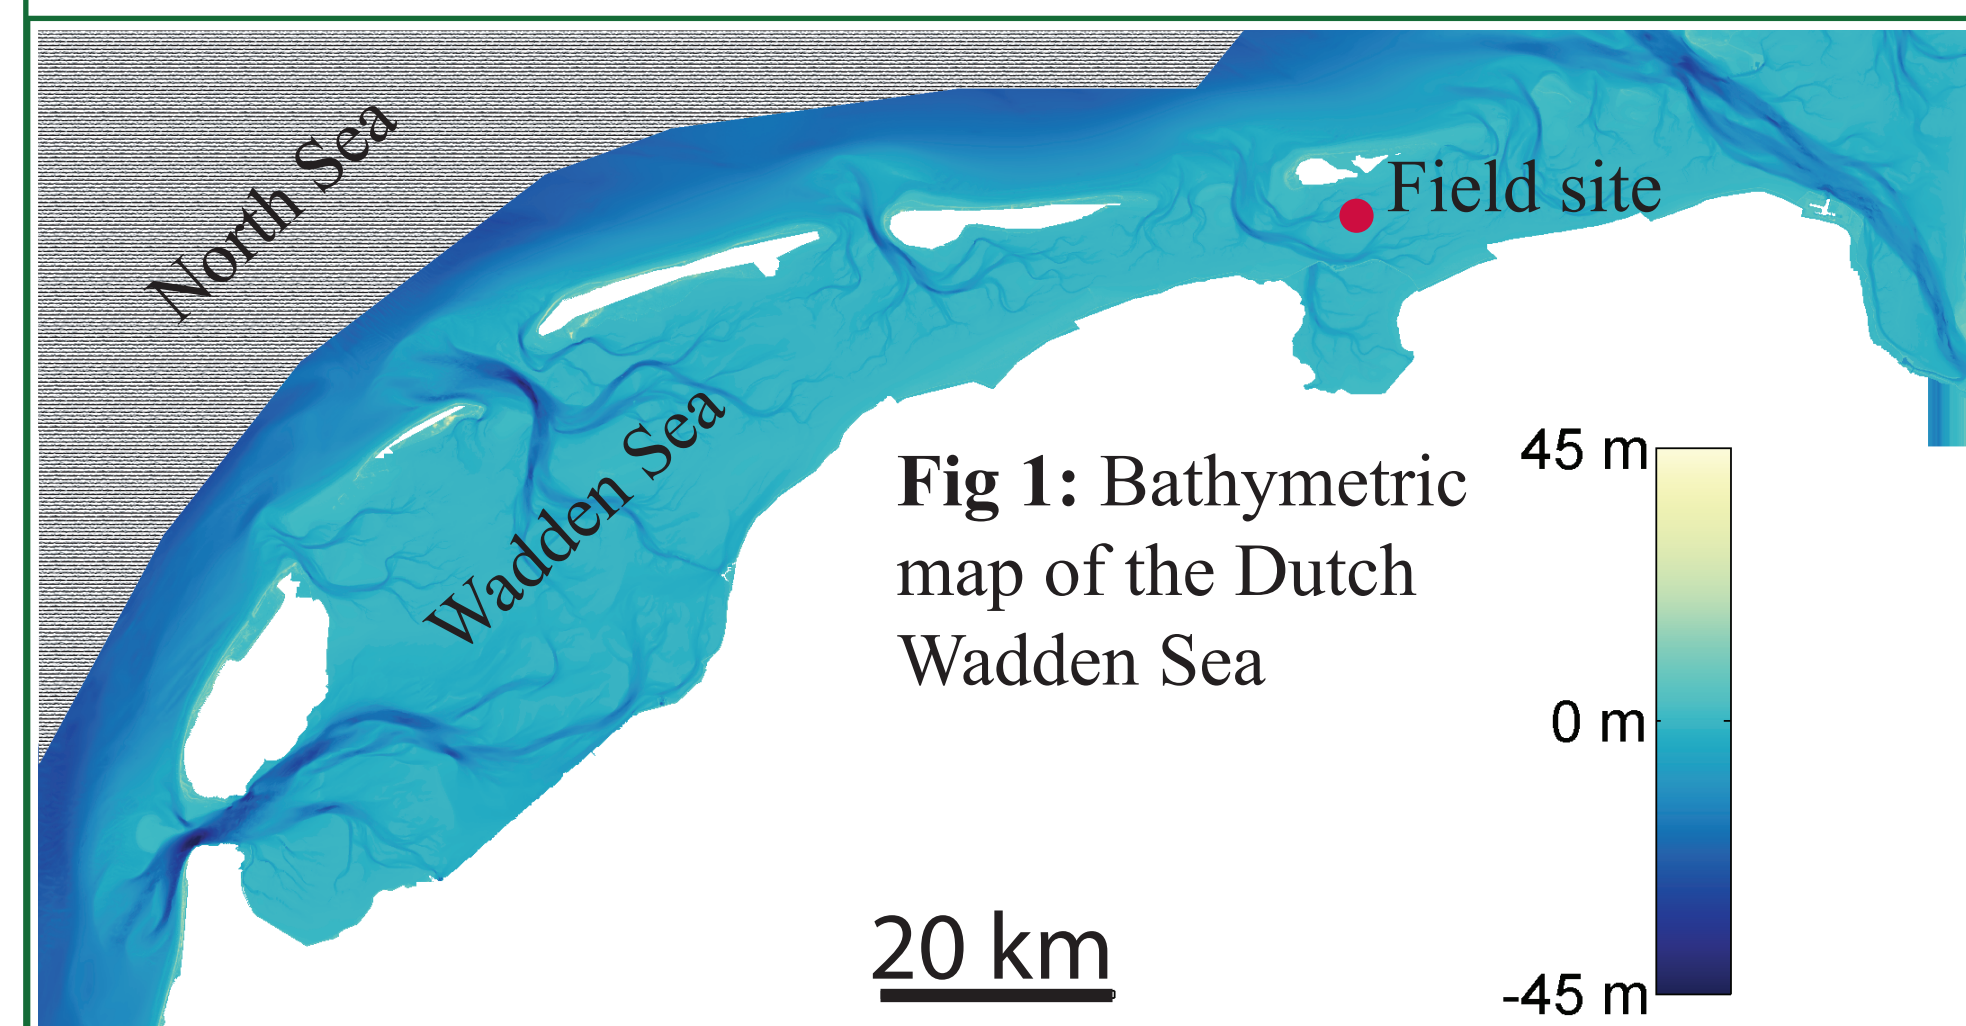 North Sea
Field site
Wadden Sea
Fig 1: Bathymetric
map of the Dutch
Wadden Sea
45 m
0 m
-45 m
20 km